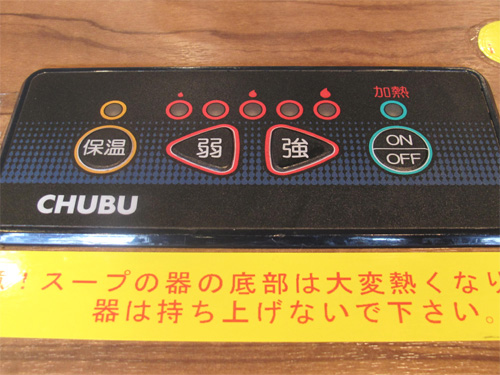 加熱
保温 弱 強 ON
OFF
CHUBU
！スープの器の底部は大変熱くなり
器は持ち上げないで下さい。